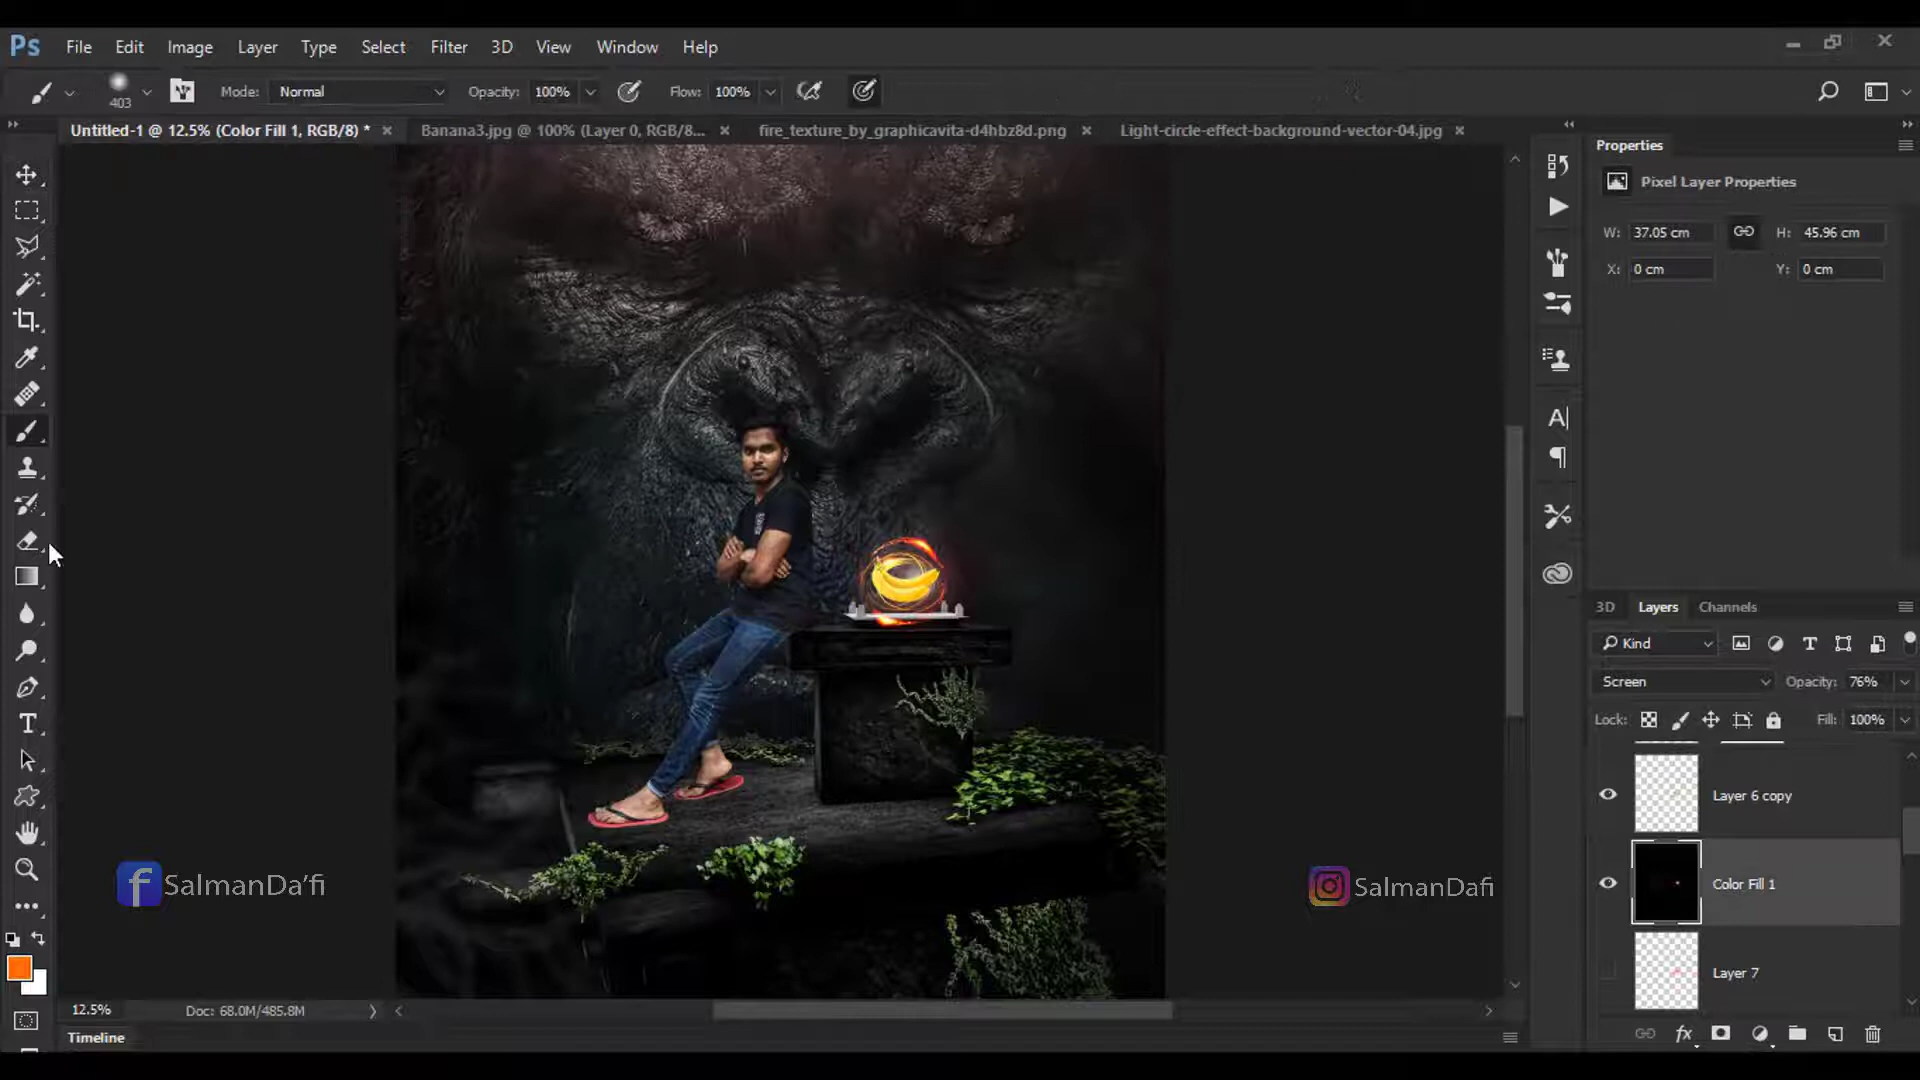 Ps File Edit Image Layer Type Select Filter 3D View Window Help
403 Mode: Normal Opacity: 100% Flow: 100%
Untitled-1 @ 12.5% (Color Fill 1, RGB/8) * Banana3.jpg @ 100% (Layer 0, RGB/8... fire_texture_by_graphicavita-d4hbz8d.png Light-circle-effect-background-vector-04.jpg
Properties
Pixel Layer Properties
W: 37.05 cm H: 45.96 cm
X: 0 cm Y: 0 cm
3D Layers Channels
Kind
Screen Opacity: 76%
Lock: Fill: 100%
Layer 6 copy
Color Fill 1
Layer 7
f SalmanDa'fi
SalmanDafi
12.5% Doc: 68.0M/485.8M
Timeline